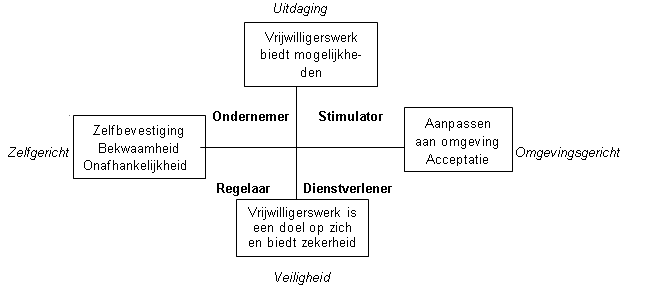 Uitdaging
Vrijwilligerswerk
biedt mogelijkhe-
den
Ondernemer
Stimulator
Zelfgericht
Zelfbevestiging
Bekwaamheid
Onafhankelijkheid
Aanpassen
aan omgeving
Acceptatie
Omgevingsgericht
Regelaar
Dienstverlener
Vrijwilligerswerk is
een doel op zich
en biedt zekerheid
Veiligheid